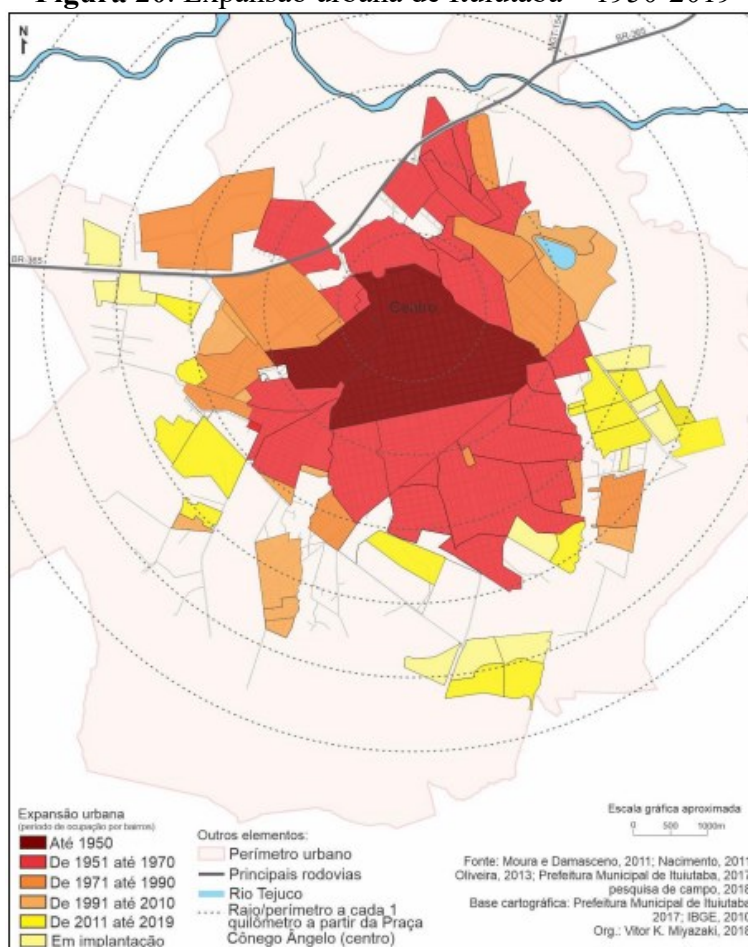 Figura 20: Expansão urbana de Ituiutaba – 1950-2019
N
MGT-154
BR-365
BR-365
Centro
Expansão urbana
(período de ocupação por bairros)
Até 1950
De 1951 até 1970
De 1971 até 1990
De 1991 até 2010
De 2011 até 2019
Em implantação
Outros elementos:
Perímetro urbano
Principais rodovias
Rio Tejuco
Raio/perímetro a cada 1
quilômetro a partir da Praça
Cônego Ângelo (centro)
Escala gráfica aproximada
0 500 1000m
Fonte: Moura e Damasceno, 2011; Nacimento, 2011
Oliveira, 2013; Prefeitura Municipal de Ituiutaba, 2017
pesquisa de campo, 2018
Base cartográfica: Prefeitura Municipal de Ituiutaba
2017; IBGE, 2010
Org.: Vitor K. Miyazaki, 2018